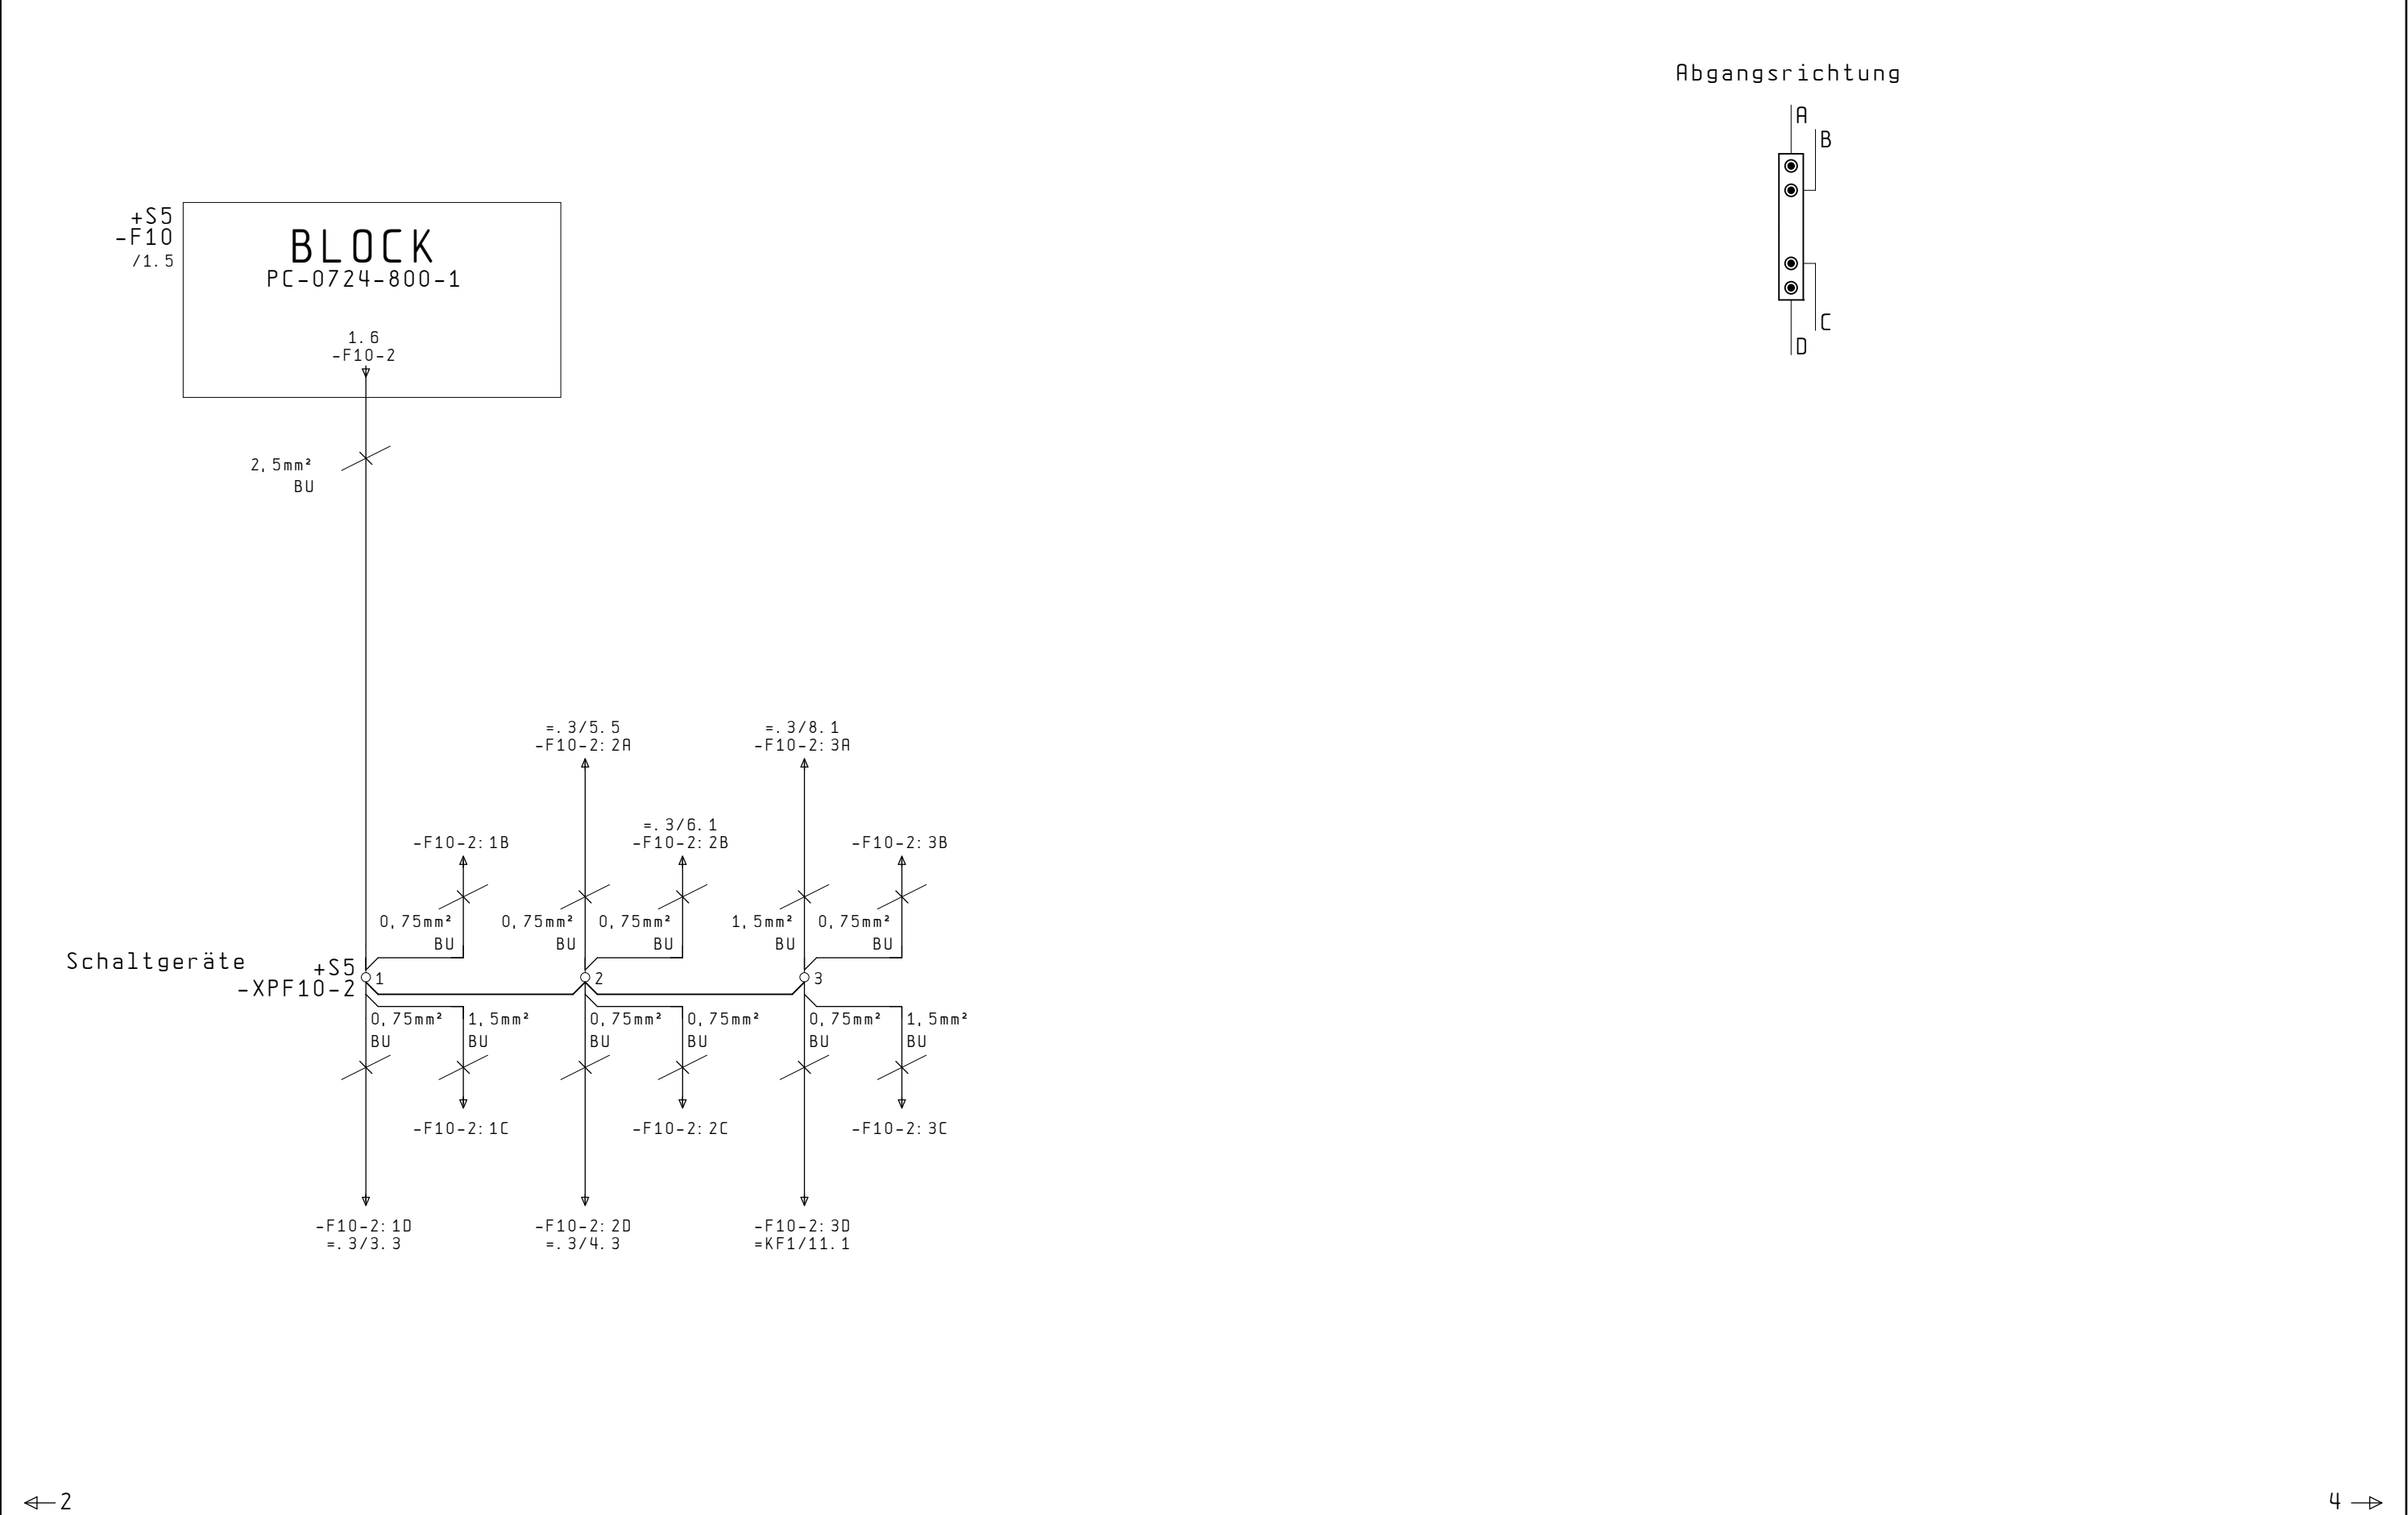 Abgangsrichtung
A
B
C
D
+S5
-F10
/1.5
BLOCK
PC-0724-800-1
1.6
-F10-2
2,5mm²
BU
=.3/5.5
-F10-2:2A
=.3/8.1
-F10-2:3A
-F10-2:1B
=.3/6.1
-F10-2:2B
-F10-2:3B
0,75mm²
BU
0,75mm²
BU
0,75mm²
BU
1,5mm²
BU
0,75mm²
BU
Schaltgeräte
+S5
-XPF10-2
1
2
3
0,75mm²
BU
1,5mm²
BU
0,75mm²
BU
0,75mm²
BU
0,75mm²
BU
1,5mm²
BU
-F10-2:1C
-F10-2:2C
-F10-2:3C
-F10-2:1D
=.3/3.3
-F10-2:2D
=.3/4.3
-F10-2:3D
=KF1/11.1
2
4